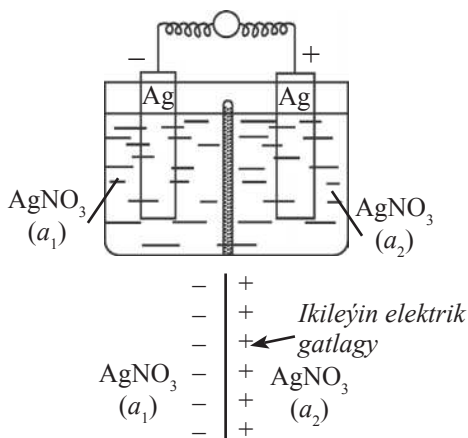 – +
Ag Ag
AgNO₃
(a₁)
AgNO₃
(a₂)
– +
– +
– +
– +
– +
– +
Ikileýin elektrik
gatlagy
AgNO₃
(a₁)
AgNO₃
(a₂)